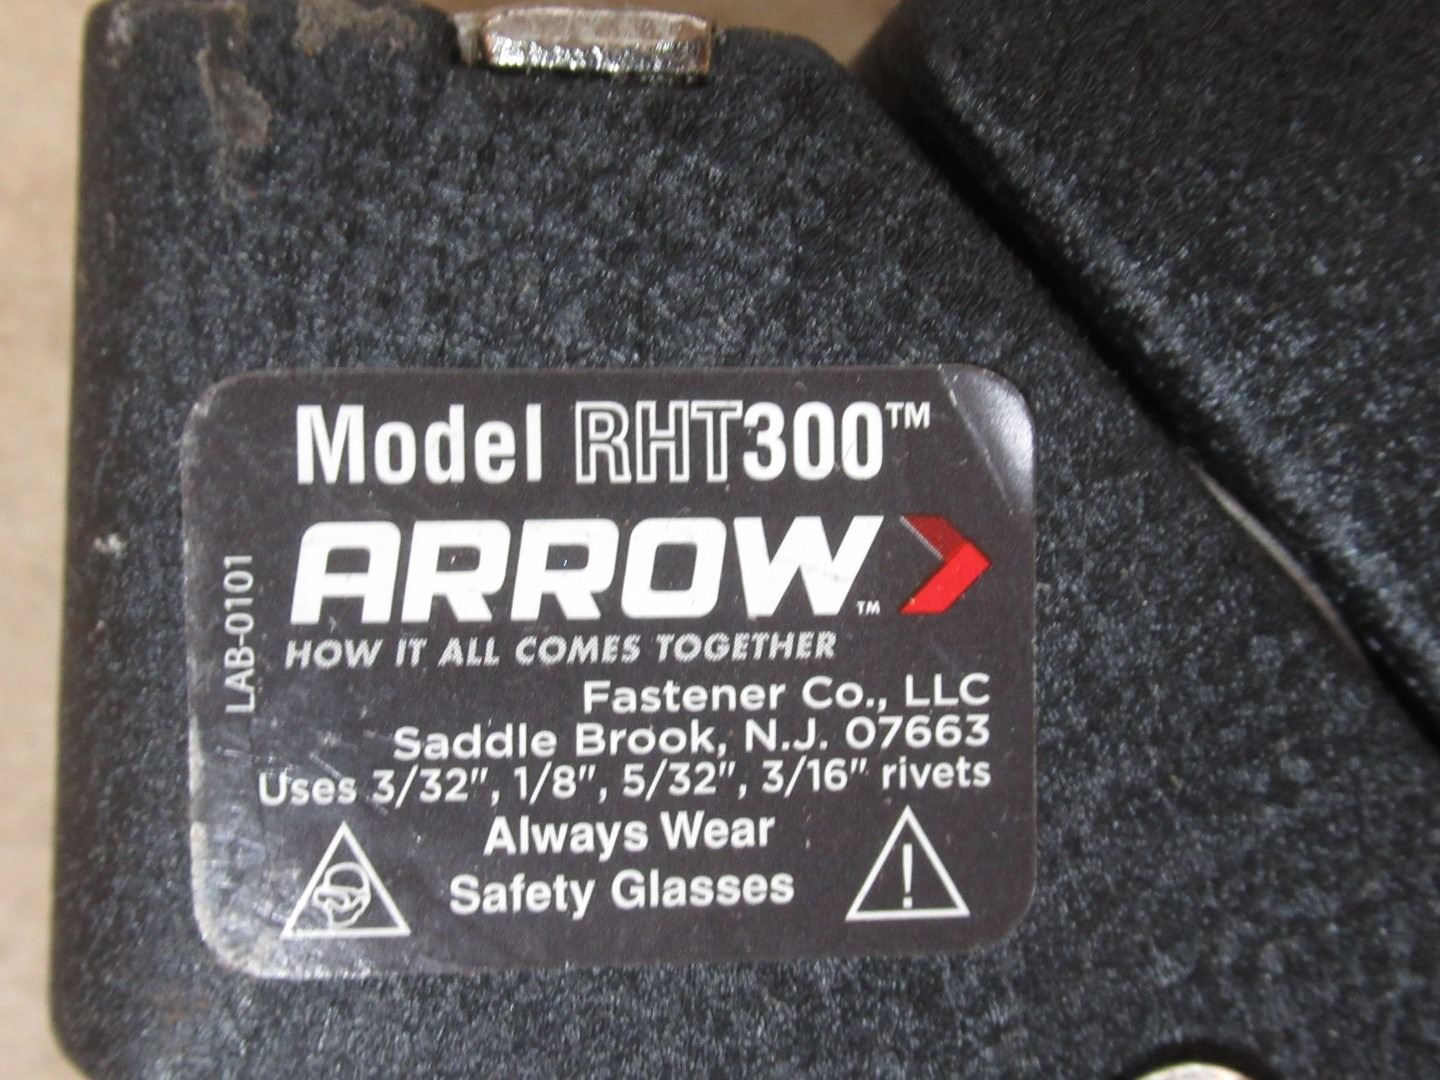 Model RHT300™
ARROW™
HOW IT ALL COMES TOGETHER
LAB-0101
Fastener Co., LLC
Saddle Brook, N.J. 07663
Uses 3/32", 1/8", 5/32", 3/16" rivets
Always Wear
Safety Glasses
!